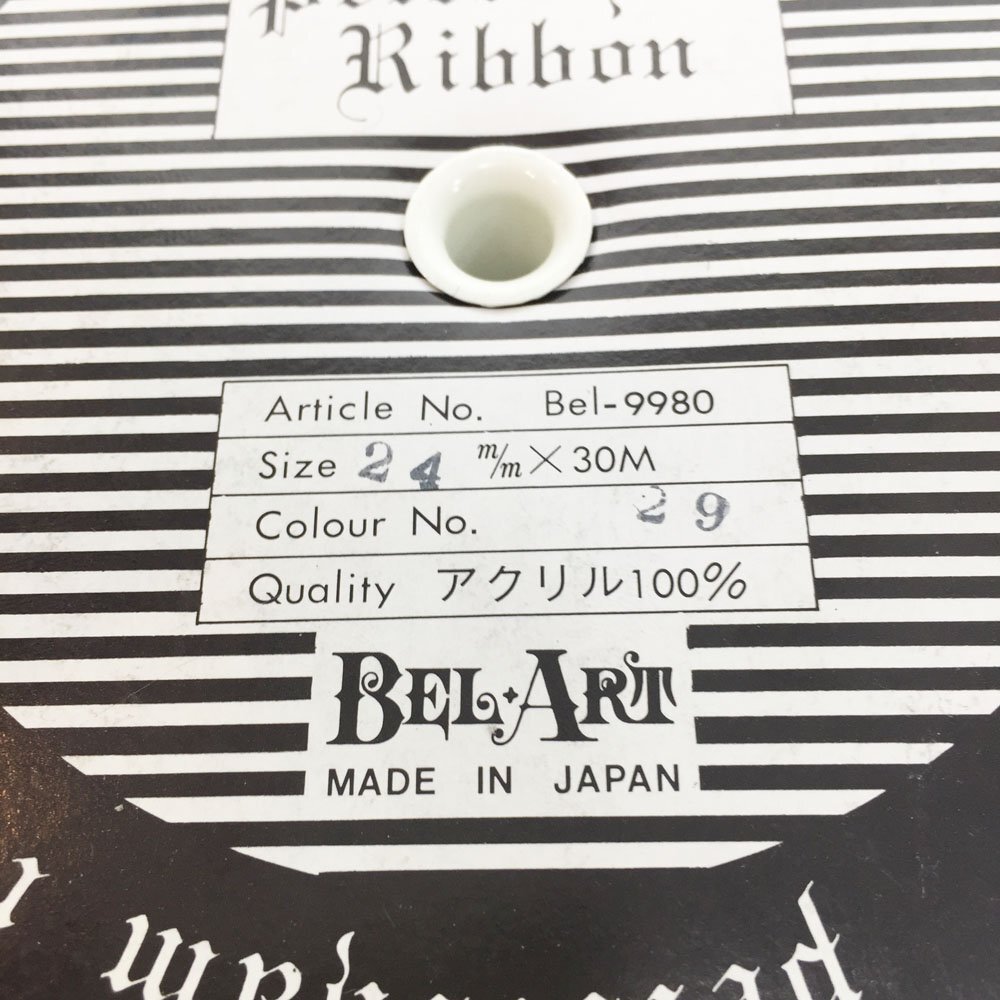 Ribbon
Article No. Bel-9980
Size 24 m/m × 30M
Colour No. 29
Quality アクリル100%
BEL·ART
MADE IN JAPAN